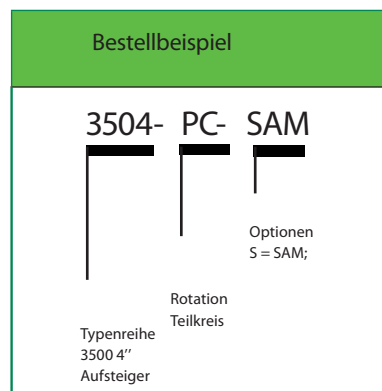 Bestellbeispiel
3504- PC- SAM
Optionen
S = SAM;
Rotation
Teilkreis
Typenreihe
3500 4’’
Aufsteiger